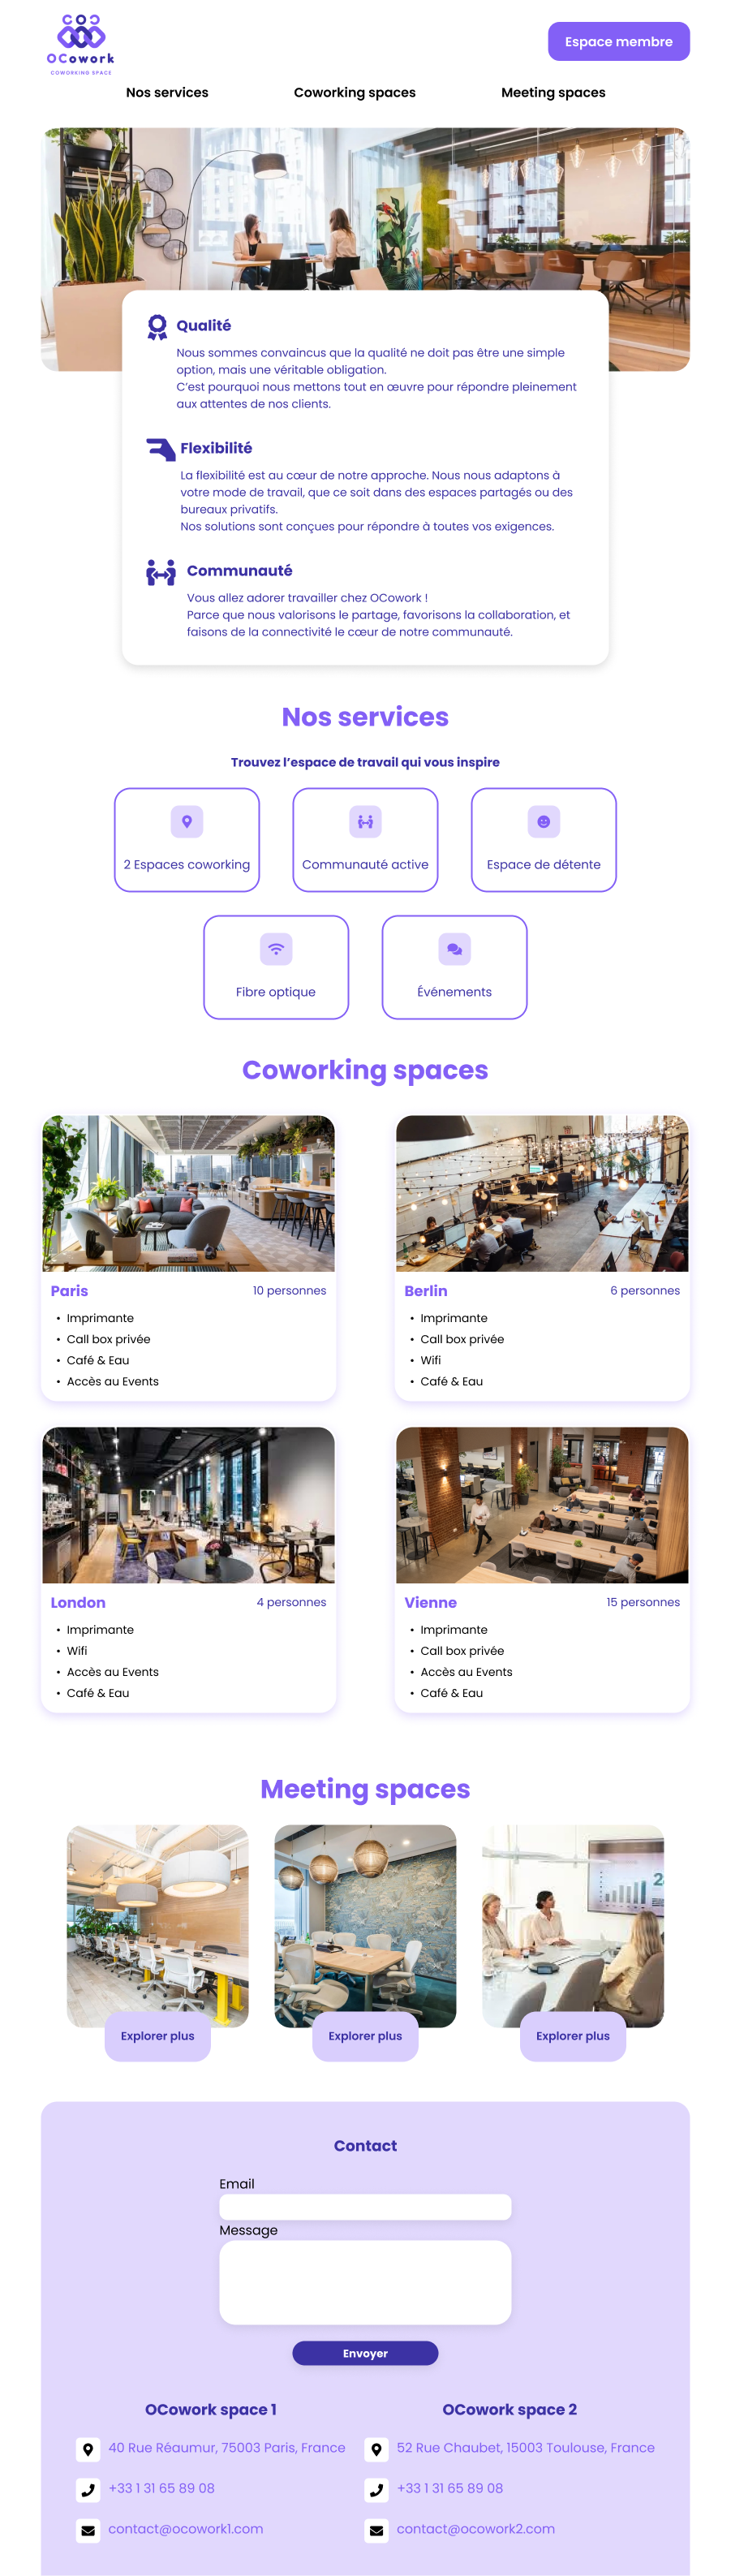 OCowork
COWORKING SPACE
Espace membre
Nos services
Coworking spaces
Meeting spaces
Qualité
Nous sommes convaincus que la qualité ne doit pas être une simple
option, mais une véritable obligation.
C’est pourquoi nous mettons tout en œuvre pour répondre pleinement
aux attentes de nos clients.
Flexibilité
La flexibilité est au cœur de notre approche. Nous nous adaptons à
votre mode de travail, que ce soit dans des espaces partagés ou des
bureaux privatifs.
Nos solutions sont conçues pour répondre à toutes vos exigences.
Communauté
Vous allez adorer travailler chez OCowork !
Parce que nous valorisons le partage, favorisons la collaboration, et
faisons de la connectivité le cœur de notre communauté.
Nos services
Trouvez l’espace de travail qui vous inspire
2 Espaces coworking
Communauté active
Espace de détente
Fibre optique
Événements
Coworking spaces
Paris
10 personnes
• Imprimante
• Call box privée
• Café & Eau
• Accès au Events
Berlin
6 personnes
• Imprimante
• Call box privée
• Wifi
• Café & Eau
London
4 personnes
• Imprimante
• Wifi
• Accès au Events
• Café & Eau
Vienne
15 personnes
• Imprimante
• Call box privée
• Accès au Events
• Café & Eau
Meeting spaces
Explorer plus
Explorer plus
Explorer plus
Contact
Email
Message
Envoyer
OCowork space 1
40 Rue Réaumur, 75003 Paris, France
+33 1 31 65 89 08
contact@ocowork1.com
OCowork space 2
52 Rue Chaubet, 15003 Toulouse, France
+33 1 31 65 89 08
contact@ocowork2.com